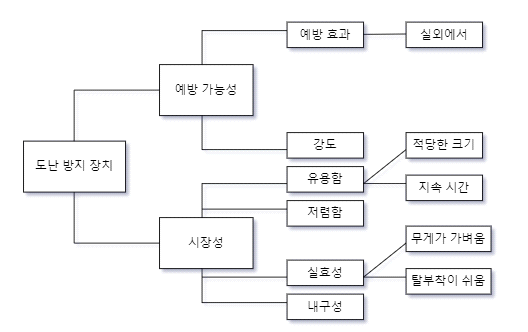 예방 효과
실외에서
예방 가능성
강도
적당한 크기
도난 방지 장치
유용함
지속 시간
저렴함
시장성
무게가 가벼움
실효성
탈부착이 쉬움
내구성